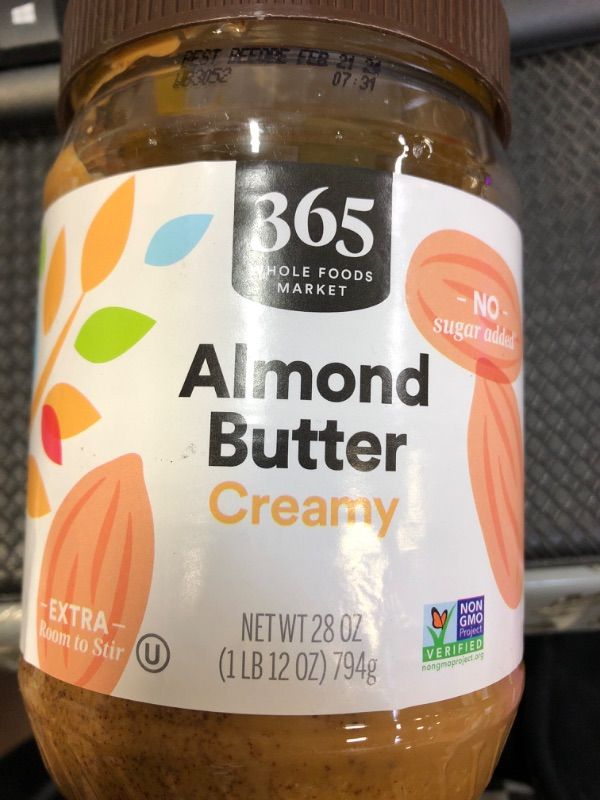 BEST BEFORE FEB 21 24
07:31
365
WHOLE FOODS
MARKET
- NO -
sugar added
Almond
Butter
Creamy
- EXTRA -
Room to Stir
U
NET WT 28 OZ
(1 LB 12 OZ) 794g
NON
GMO
Project
VERIFIED
nongmoproject.org